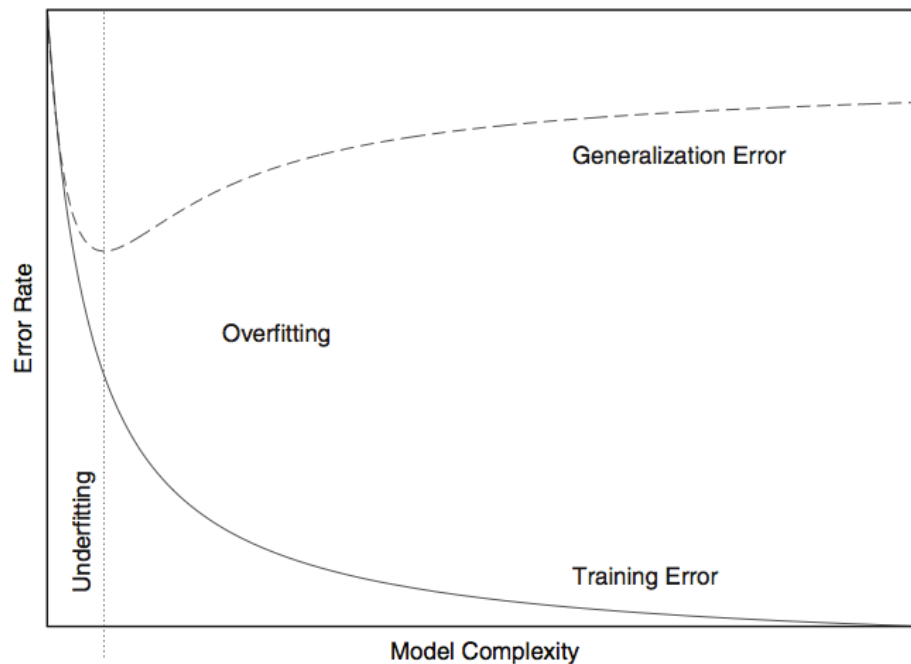 Generalization Error
Overfitting
Error Rate
Underfitting
Training Error
Model Complexity